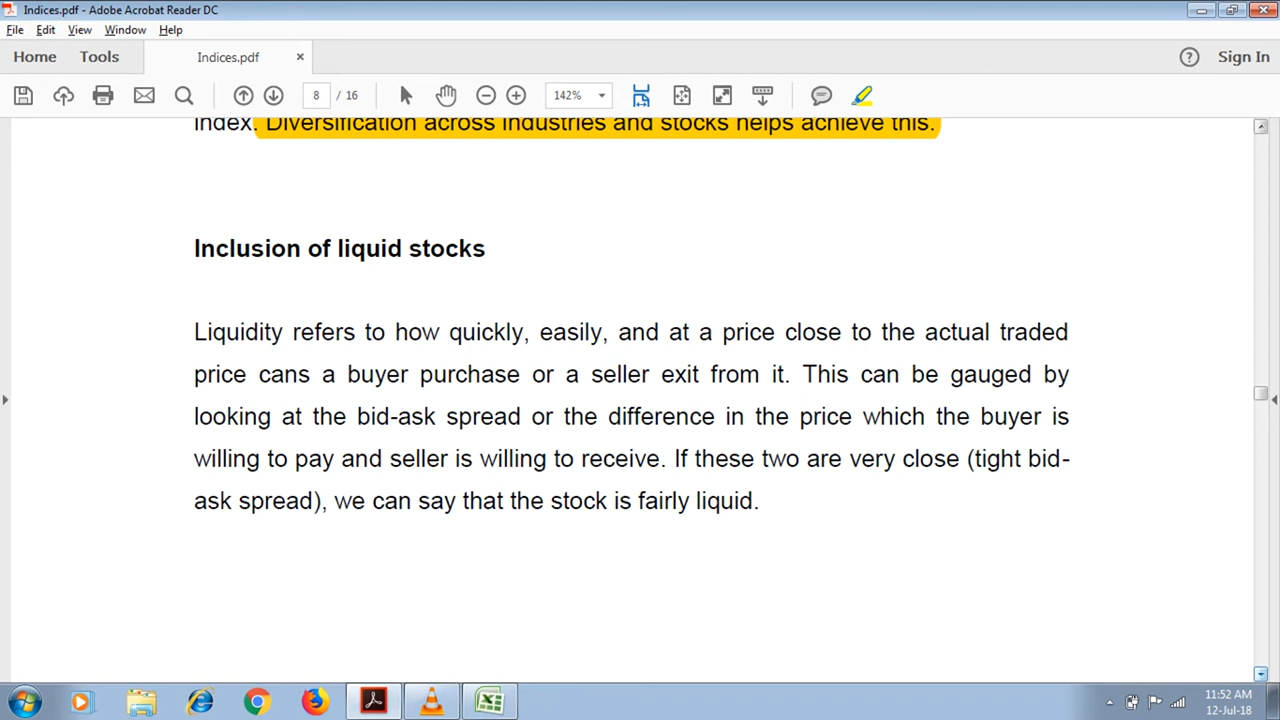 Indices.pdf - Adobe Acrobat Reader DC
File Edit View Window Help
Home Tools Indices.pdf × ? Sign In
8 / 16 142%
index. Diversification across industries and stocks helps achieve this.
Inclusion of liquid stocks
Liquidity refers to how quickly, easily, and at a price close to the actual traded
price cans a buyer purchase or a seller exit from it. This can be gauged by
looking at the bid-ask spread or the difference in the price which the buyer is
willing to pay and seller is willing to receive. If these two are very close (tight bid-
ask spread), we can say that the stock is fairly liquid.
11:52 AM
12-Jul-18